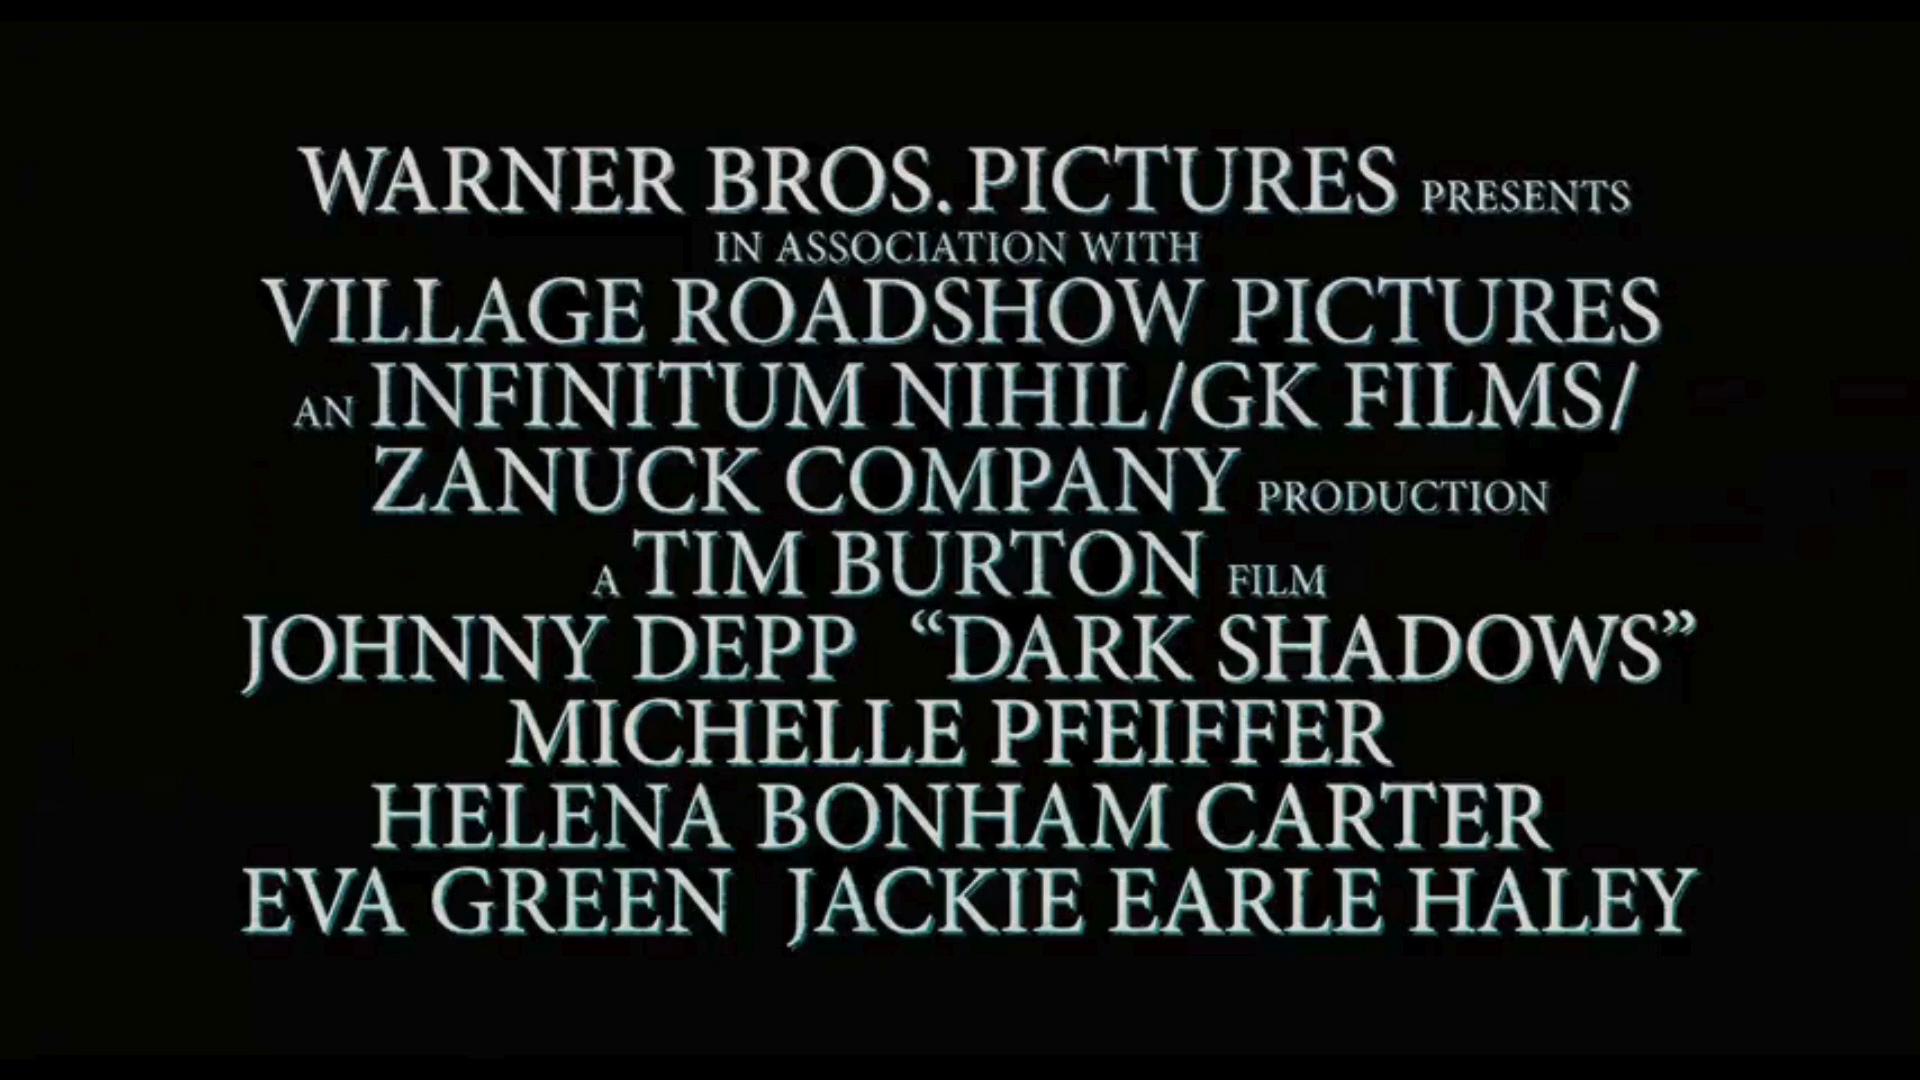 WARNER BROS. PICTURES PRESENTS
IN ASSOCIATION WITH
VILLAGE ROADSHOW PICTURES
AN INFINITUM NIHIL/GK FILMS/
ZANUCK COMPANY PRODUCTION
A TIM BURTON FILM
JOHNNY DEPP “DARK SHADOWS”
MICHELLE PFEIFFER
HELENA BONHAM CARTER
EVA GREEN JACKIE EARLE HALEY